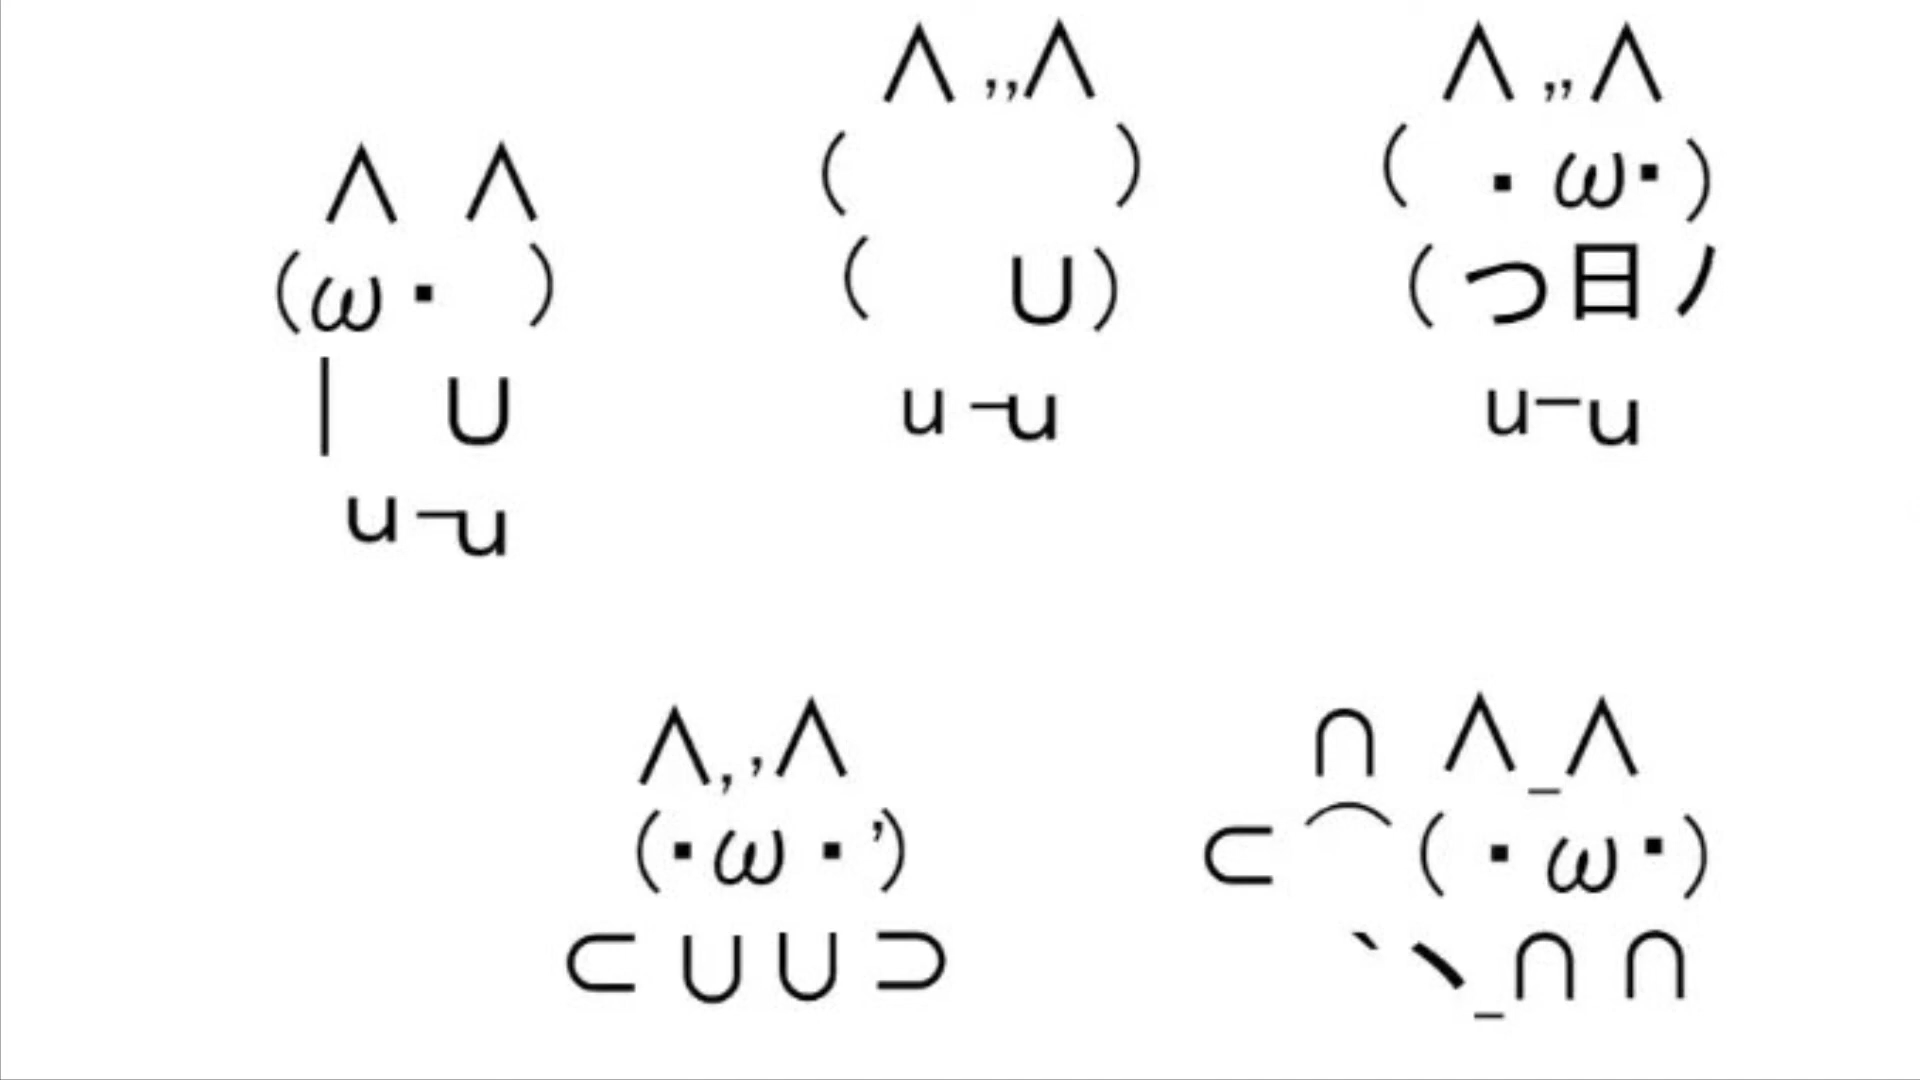 ∧ ∧
(ω・ )
| U
u￢u
∧ ,,∧
( )
( U)
u ￢u
∧ ,,∧
( ・ω・)
( つ日ノ
u－u
∧,,∧
(・ω・')
⊂UU⊃
∩ ∧_∧
⊂⌒( ・ω・)
`ヽ_∩∩